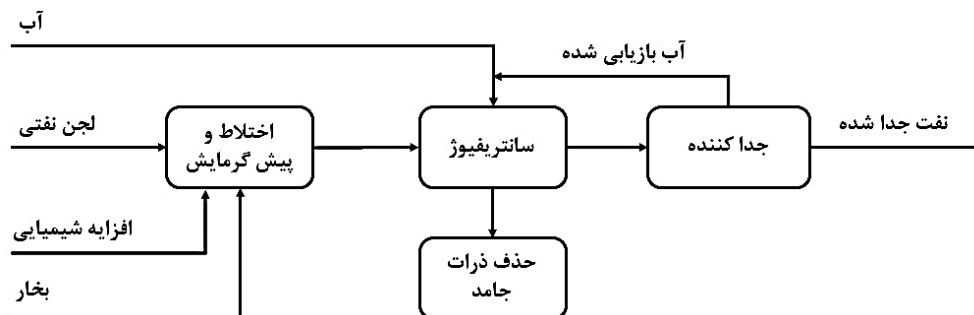 آب
آب بازیابی شده
لجن نفتی
اختلاط و
پیش گرمایش
سانتریفیوژ
جدا کننده
نفت جدا شده
افزایه شیمیایی
حذف ذرات
جامد
بخار